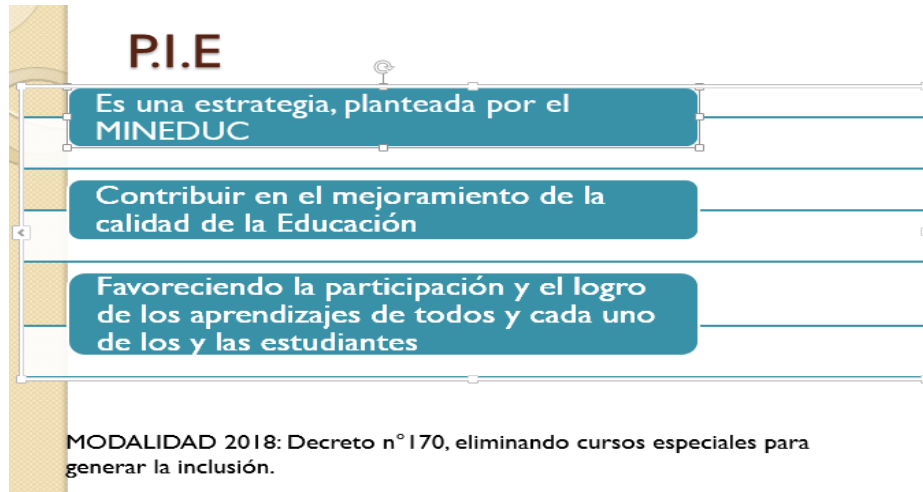 P.I.E
Es una estrategia, planteada por el
MINEDUC
Contribuir en el mejoramiento de la
calidad de la Educación
Favoreciendo la participación y el logro
de los aprendizajes de todos y cada uno
de los y las estudiantes
MODALIDAD 2018: Decreto n°170, eliminando cursos especiales para
generar la inclusión.